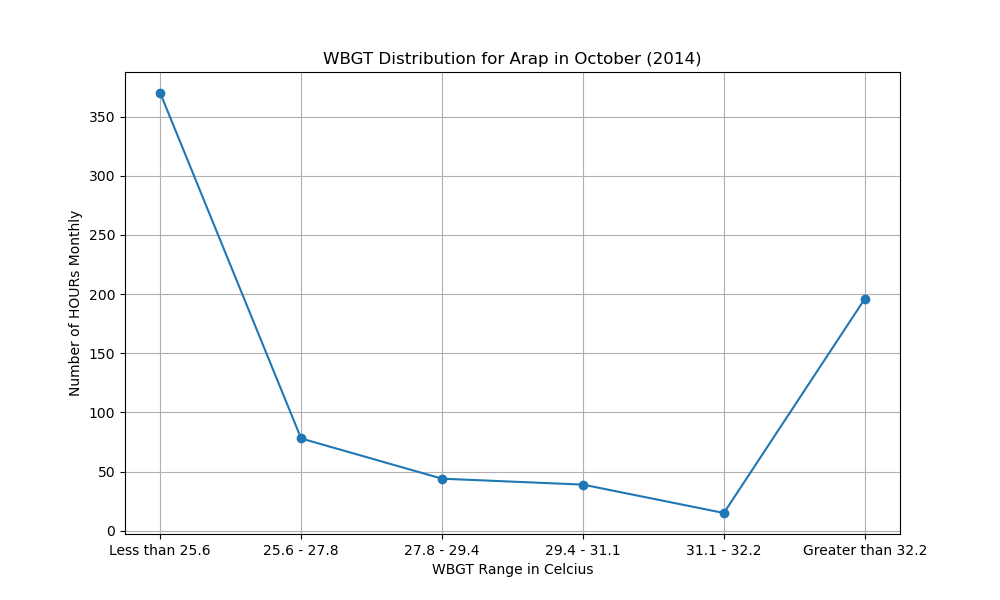 WBGT Distribution for Arap in October (2014)
Number of HOURs Monthly
350
300
250
200
150
100
50
0
Less than 25.6
25.6 - 27.8
27.8 - 29.4
29.4 - 31.1
31.1 - 32.2
Greater than 32.2
WBGT Range in Celcius